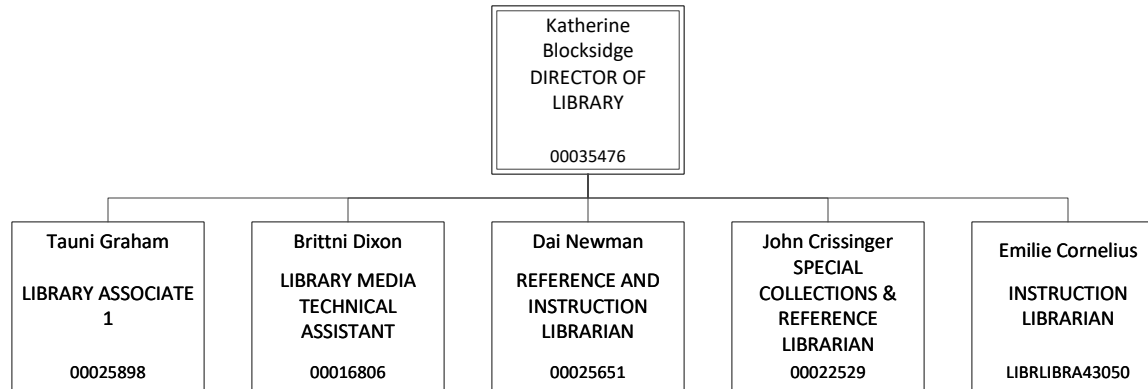 Katherine
Blocksidge
DIRECTOR OF
LIBRARY
00035476
Tauni Graham
LIBRARY ASSOCIATE
1
00025898
Brittni Dixon
LIBRARY MEDIA
TECHNICAL
ASSISTANT
00016806
Dai Newman
REFERENCE AND
INSTRUCTION
LIBRARIAN
00025651
John Crissinger
SPECIAL
COLLECTIONS &
REFERENCE
LIBRARIAN
00022529
Emilie Cornelius
INSTRUCTION
LIBRARIAN
LIBRLIBRA43050